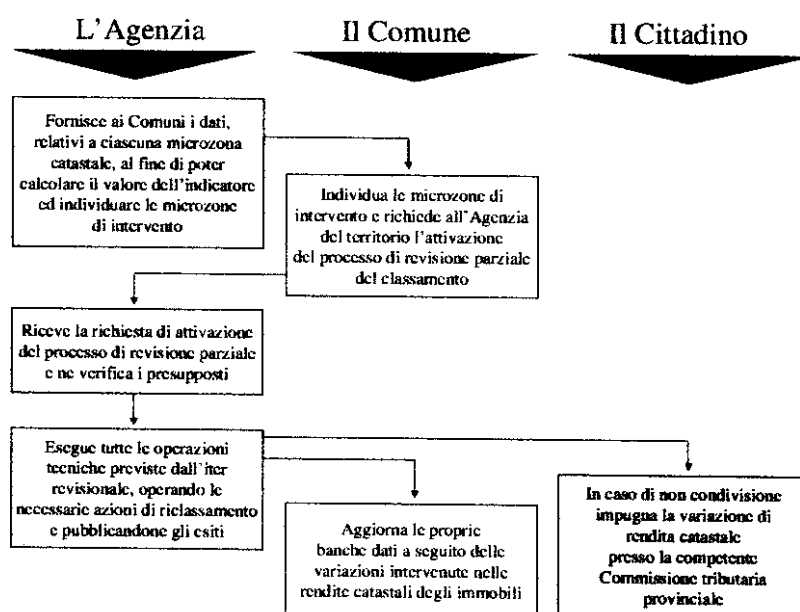 L'Agenzia
Il Comune
Il Cittadino
Fornisce ai Comuni i dati,
relativi a ciascuna microzona
catastale, al fine di poter
calcolare il valore dell'indicatore
ed individuare le microzone
di intervento
Individua le microzone di
intervento e richiede all'Agenzia
del territorio l'attivazione
del processo di revisione parziale
del classamento
Riceve la richiesta di attivazione
del processo di revisione parziale
e ne verifica i presupposti
Esegue tutte le operazioni
tecniche previste dall'iter
revisionale, operando le
necessarie azioni di riclassamento
e pubblicandone gli esiti
Aggiorna le proprie
banche dati a seguito delle
variazioni intervenute nelle
rendite catastali degli immobili
In caso di non condivisione
impugna la variazione di
rendita catastale
presso la competente
Commissione tributaria
provinciale